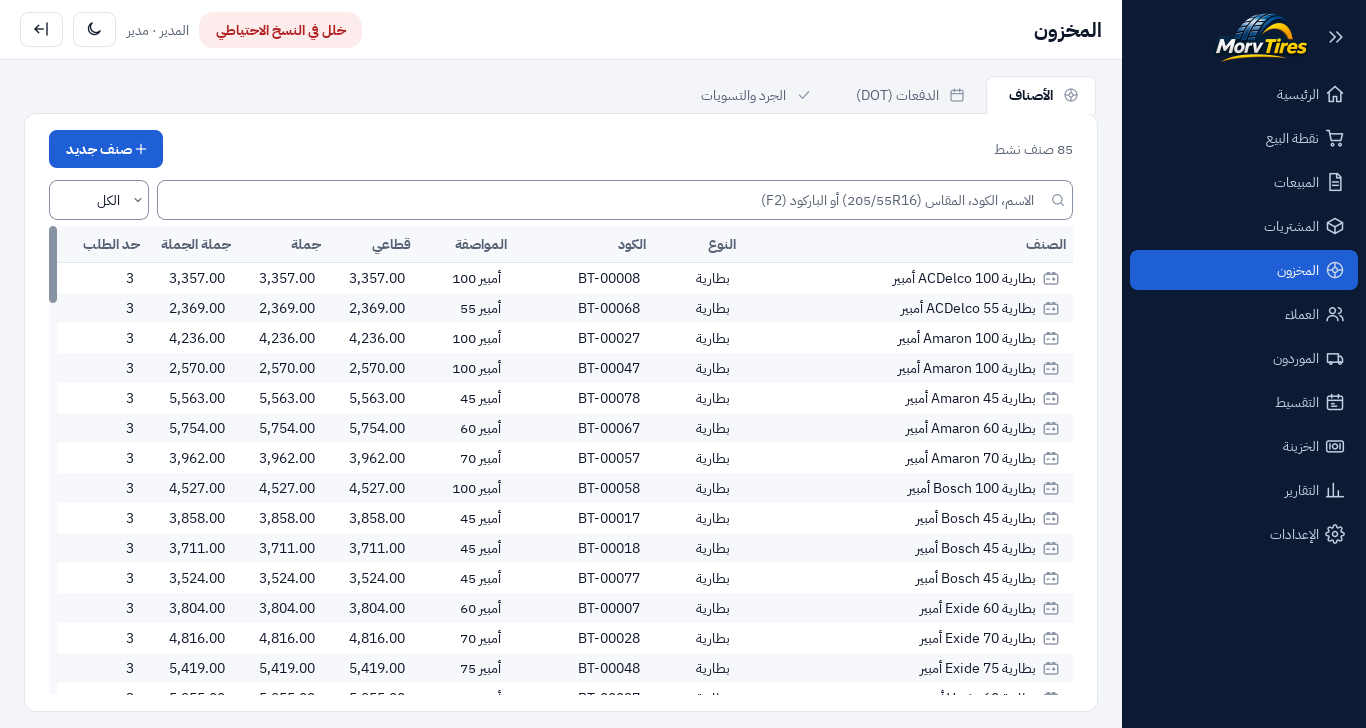 MorvTires
الرئيسية
نقطة البيع
المبيعات
المشتريات
المخزون
العملاء
الموردون
التقسيط
الخزينة
التقارير
الإعدادات
المخزون
خلل في النسخ الاحتياطي
المدير · مدير
الأصناف
الدفعات (DOT)
الجرد والتسويات
85 صنف نشط
صنف جديد
الاسم، الكود، المقاس (205/55R16) أو الباركود (F2)
الكل
الصنف النوع الكود المواصفة قطاعي جملة جملة الجملة حد الطلب
بطارية ACDelco 100 أمبير بطارية BT-00008 100 أمبير 3,357.00 3,357.00 3,357.00 3
بطارية ACDelco 55 أمبير بطارية BT-00068 55 أمبير 2,369.00 2,369.00 2,369.00 3
بطارية Amaron 100 أمبير بطارية BT-00027 100 أمبير 4,236.00 4,236.00 4,236.00 3
بطارية Amaron 100 أمبير بطارية BT-00047 100 أمبير 2,570.00 2,570.00 2,570.00 3
بطارية Amaron 45 أمبير بطارية BT-00078 45 أمبير 5,563.00 5,563.00 5,563.00 3
بطارية Amaron 60 أمبير بطارية BT-00067 60 أمبير 5,754.00 5,754.00 5,754.00 3
بطارية Amaron 70 أمبير بطارية BT-00057 70 أمبير 3,962.00 3,962.00 3,962.00 3
بطارية Bosch 100 أمبير بطارية BT-00058 100 أمبير 4,527.00 4,527.00 4,527.00 3
بطارية Bosch 45 أمبير بطارية BT-00017 45 أمبير 3,858.00 3,858.00 3,858.00 3
بطارية Bosch 45 أمبير بطارية BT-00018 45 أمبير 3,711.00 3,711.00 3,711.00 3
بطارية Bosch 45 أمبير بطارية BT-00077 45 أمبير 3,524.00 3,524.00 3,524.00 3
بطارية Exide 60 أمبير بطارية BT-00007 60 أمبير 3,804.00 3,804.00 3,804.00 3
بطارية Exide 70 أمبير بطارية BT-00028 70 أمبير 4,816.00 4,816.00 4,816.00 3
بطارية Exide 75 أمبير بطارية BT-00048 75 أمبير 5,419.00 5,419.00 5,419.00 3